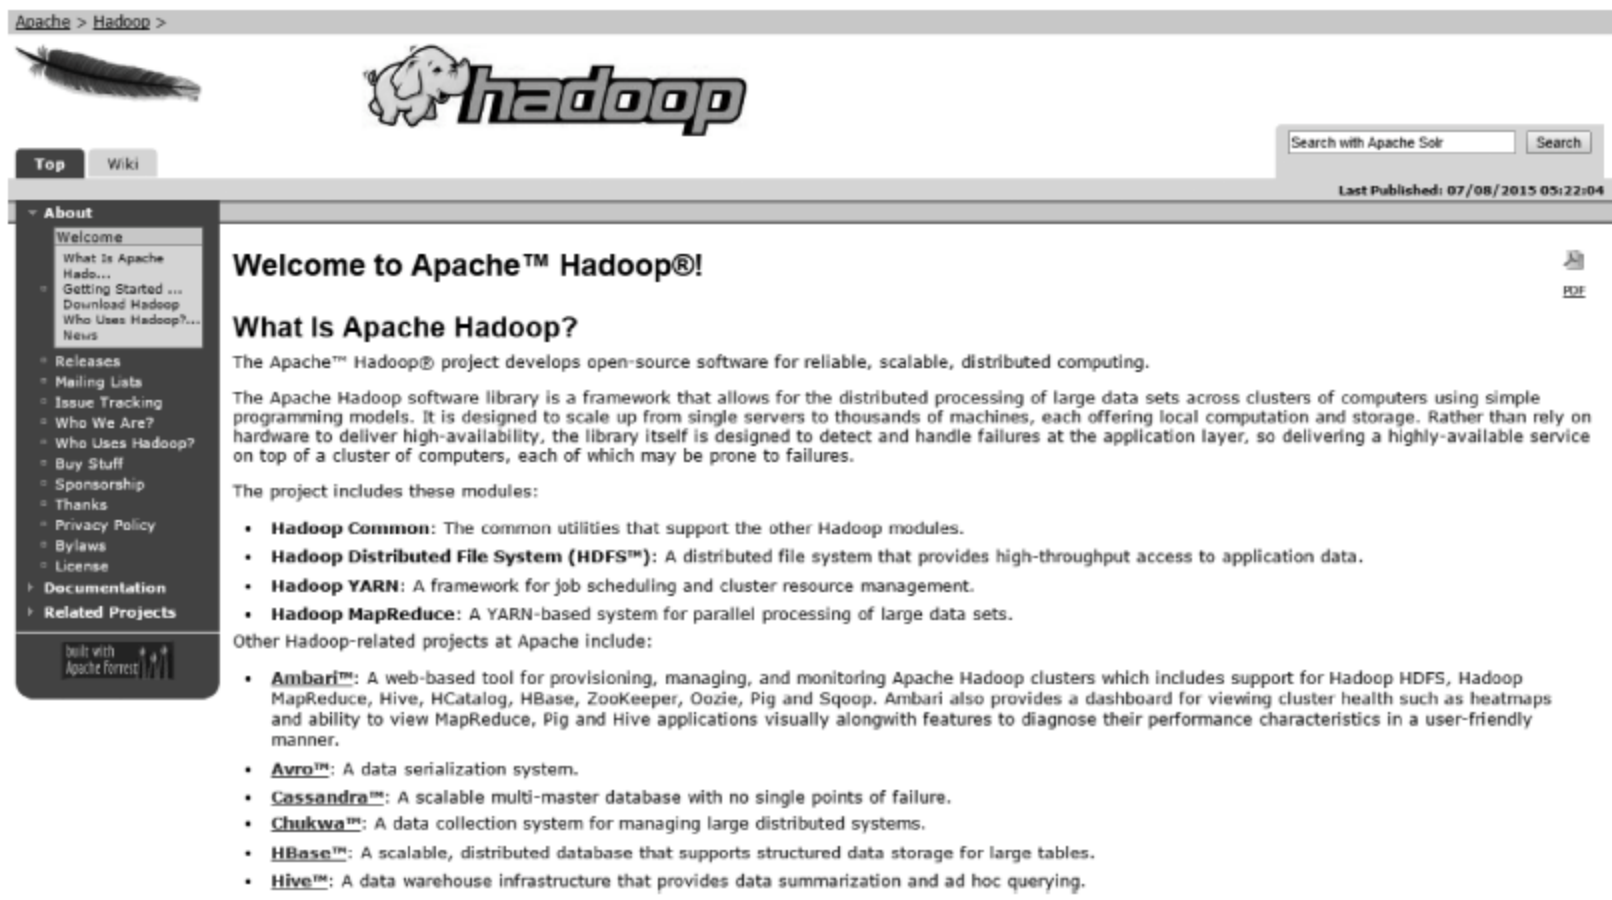 Apache > Hadoop >
hadoop
Search with Apache Solr Search
Top Wiki
Last Published: 07/08/2015 05:22:04
About
Welcome
What Is Apache
Hado...
Getting Started ...
Download Hadoop
Who Uses Hadoop?...
News
Releases
Mailing Lists
Issue Tracking
Who We Are?
Who Uses Hadoop?
Buy Stuff
Sponsorship
Thanks
Privacy Policy
Bylaws
License
Documentation
Related Projects
built with
Apache Forrest
Welcome to Apache™ Hadoop®!
PDF
What Is Apache Hadoop?
The Apache™ Hadoop® project develops open-source software for reliable, scalable, distributed computing.
The Apache Hadoop software library is a framework that allows for the distributed processing of large data sets across clusters of computers using simple
programming models. It is designed to scale up from single servers to thousands of machines, each offering local computation and storage. Rather than rely on
hardware to deliver high-availability, the library itself is designed to detect and handle failures at the application layer, so delivering a highly-available service
on top of a cluster of computers, each of which may be prone to failures.
The project includes these modules:
• Hadoop Common: The common utilities that support the other Hadoop modules.
• Hadoop Distributed File System (HDFS™): A distributed file system that provides high-throughput access to application data.
• Hadoop YARN: A framework for job scheduling and cluster resource management.
• Hadoop MapReduce: A YARN-based system for parallel processing of large data sets.
Other Hadoop-related projects at Apache include:
• Ambari™: A web-based tool for provisioning, managing, and monitoring Apache Hadoop clusters which includes support for Hadoop HDFS, Hadoop
MapReduce, Hive, HCatalog, HBase, ZooKeeper, Oozie, Pig and Sqoop. Ambari also provides a dashboard for viewing cluster health such as heatmaps
and ability to view MapReduce, Pig and Hive applications visually alongwith features to diagnose their performance characteristics in a user-friendly
manner.
• Avro™: A data serialization system.
• Cassandra™: A scalable multi-master database with no single points of failure.
• Chukwa™: A data collection system for managing large distributed systems.
• HBase™: A scalable, distributed database that supports structured data storage for large tables.
• Hive™: A data warehouse infrastructure that provides data summarization and ad hoc querying.